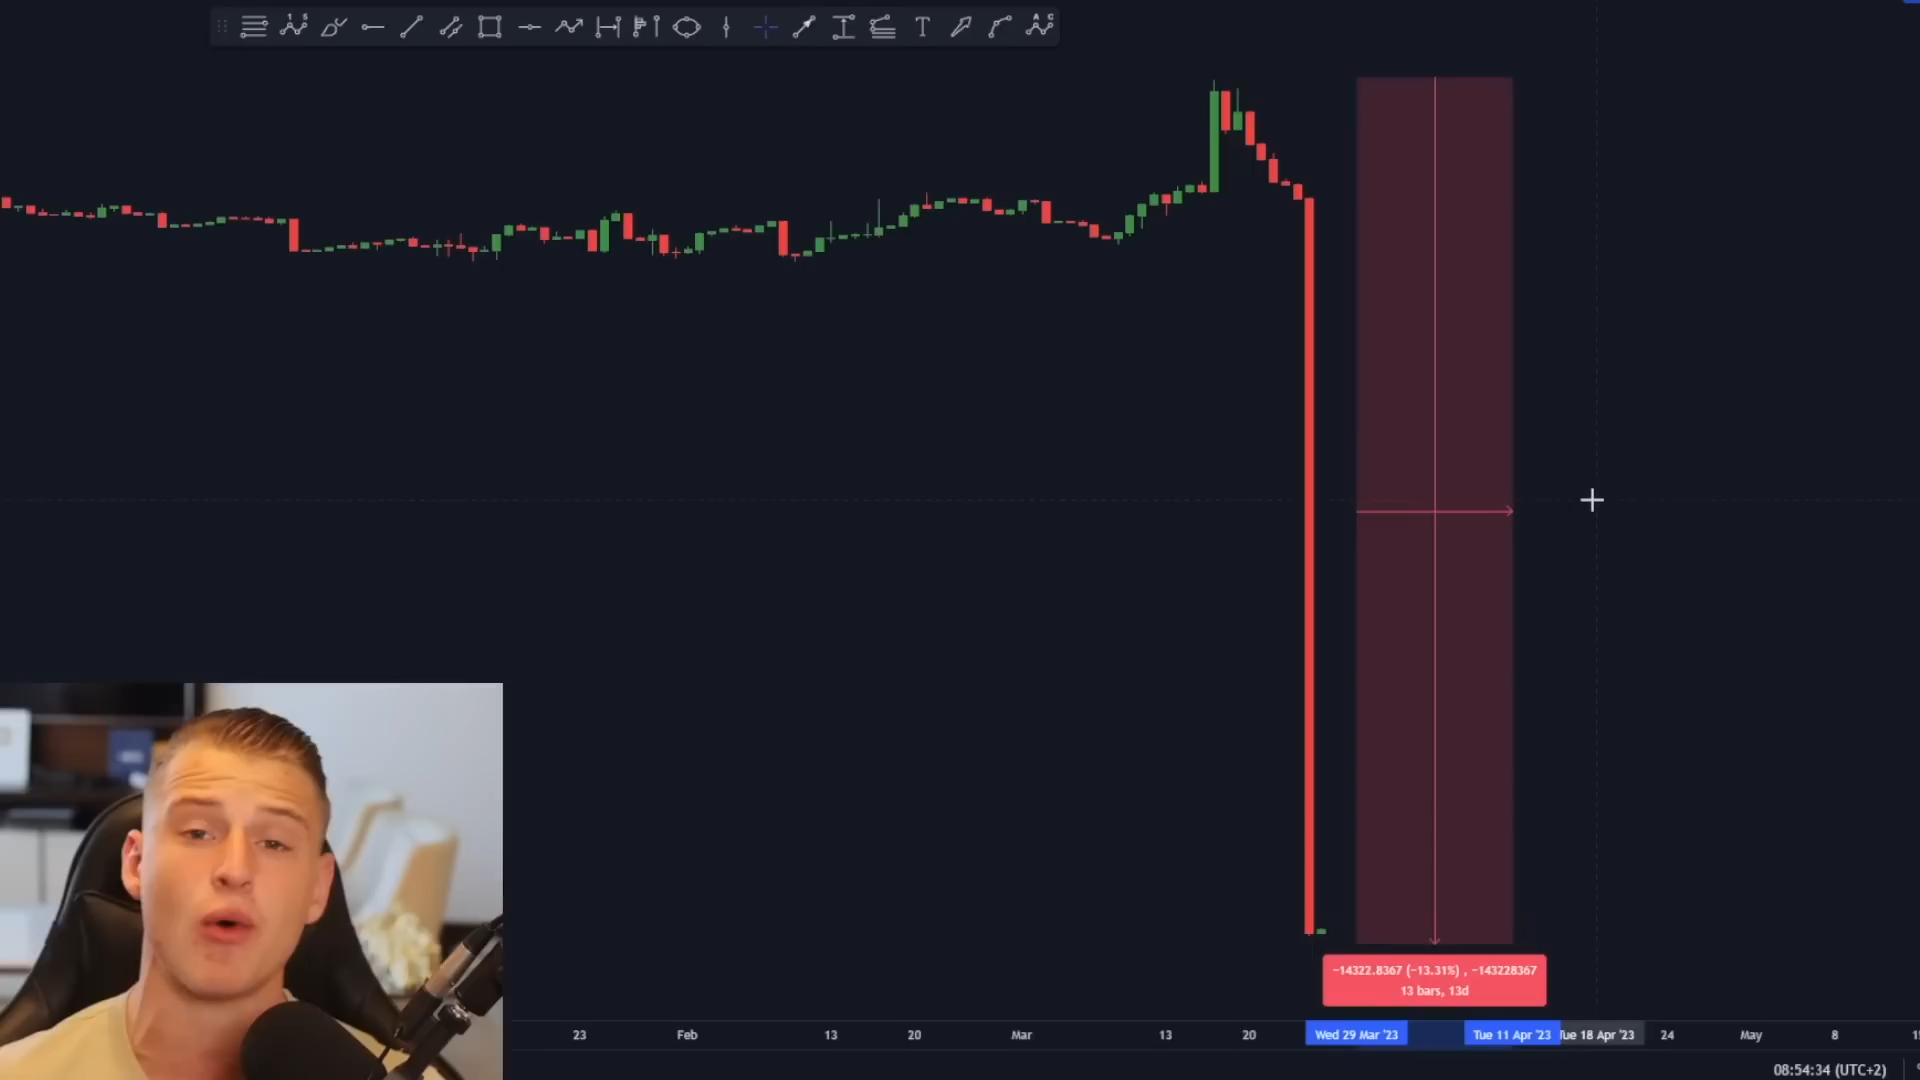 T
−14322.8367 (−13.31%) , −143228367
13 bars, 13d
23 Feb 13 20 Mar 13 20 Wed 29 Mar '23 Tue 11 Apr '23 Tue 18 Apr '23 24 May 8
08:54:34 (UTC+2)